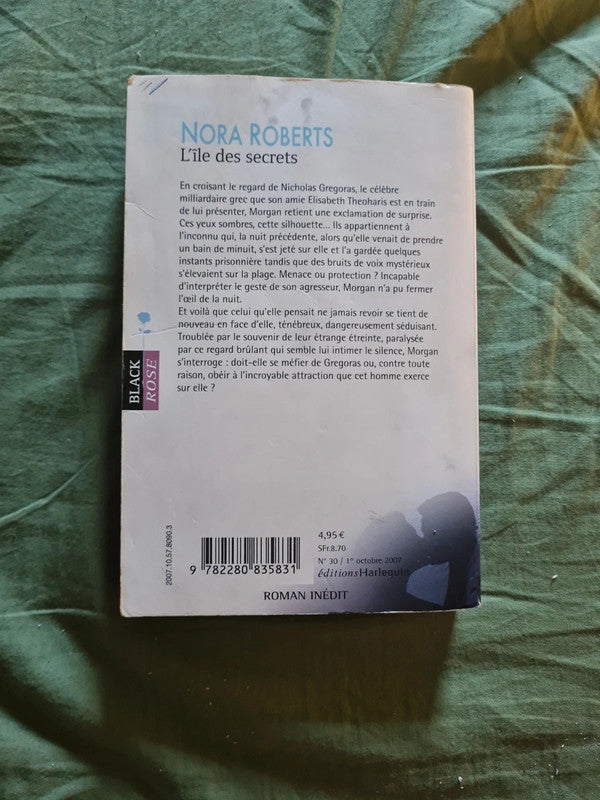 NORA ROBERTS
L'île des secrets
En croisant le regard de Nicholas Gregoras, le célèbre
milliardaire grec que son amie Elisabeth Theoharis est en train
de lui présenter, Morgan retient une exclamation de surprise.
Ces yeux sombres, cette silhouette... Ils appartiennent à
l'inconnu qui, la nuit précédente, alors qu'elle venait de prendre
un bain de minuit, s'est jeté sur elle et l'a gardée quelques
instants prisonnière tandis que des bruits de voix mystérieux
s'élevaient sur la plage. Menace ou protection ? Incapable
d'interpréter le geste de son agresseur, Morgan n'a pu fermer
l'œil de la nuit.
Et voilà que celui qu'elle pensait ne jamais revoir se tient de
nouveau en face d'elle, ténébreux, dangereusement séduisant.
Troublée par le souvenir de leur étrange étreinte, paralysée
par ce regard brûlant qui semble lui intimer le silence, Morgan
s'interroge : doit-elle se méfier de Gregoras ou, contre toute
raison, obéir à l'incroyable attraction que cet homme exerce
sur elle ?
BLACK
ROSE
2007.10.57.8090.3
9 782280 835831
4,95 €
SFr.8.70
N° 30 / 1er octobre 2007
éditions Harlequin
ROMAN INÉDIT